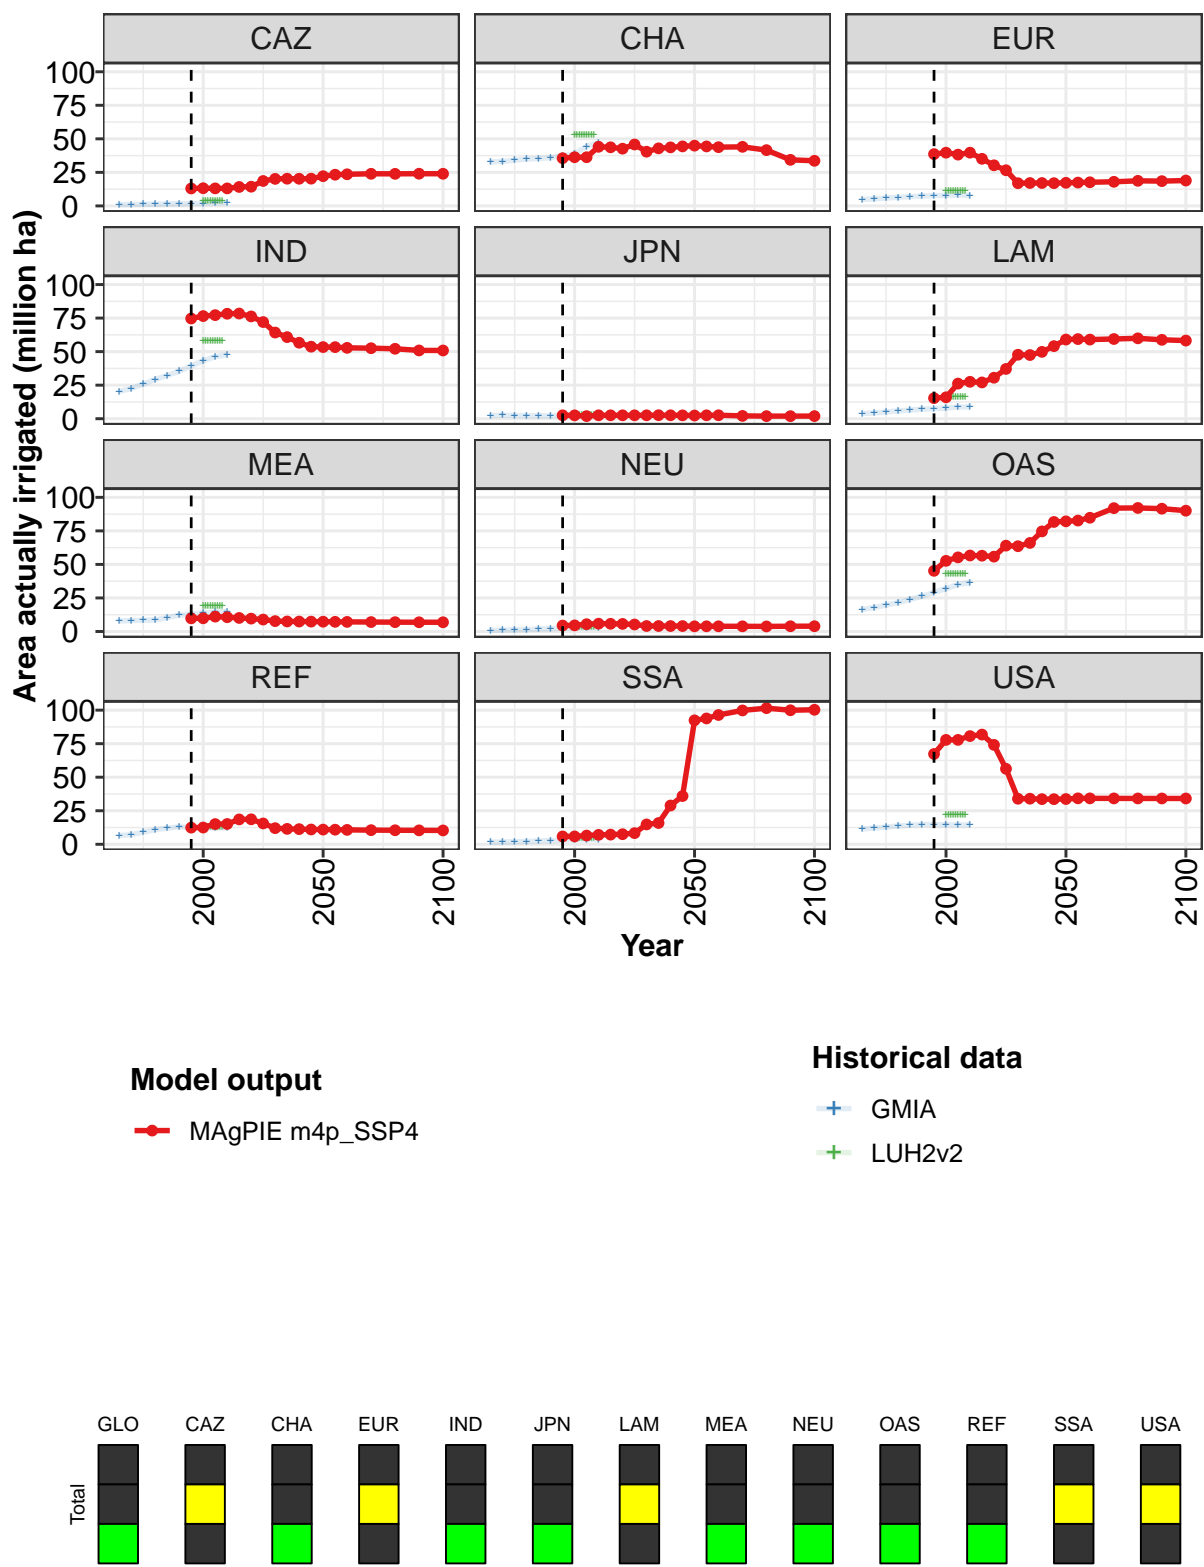 CAZ CHA EUR
100
75
50
25
0
IND JPN LAM
100
75
50
25
0
MEA NEU OAS
100
75
50
25
0
REF SSA USA
100
75
50
25
0
Area actually irrigated (million ha)
2000 2050 2100 2000 2050 2100 2000 2050 2100
Year
Model output
MAgPIE m4p_SSP4
Historical data
GMIA
LUH2v2
GLO CAZ CHA EUR IND JPN LAM MEA NEU OAS REF SSA USA
Total